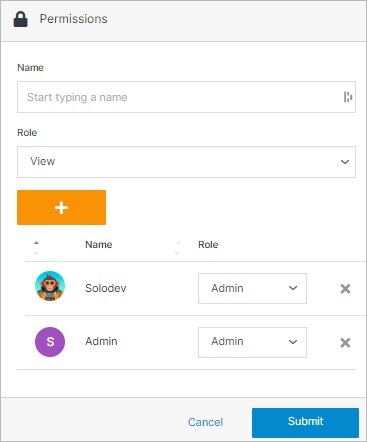 Permissions
Name
Start typing a name
Role
View
+
Name Role
Solodev Admin
S Admin Admin
Cancel Submit